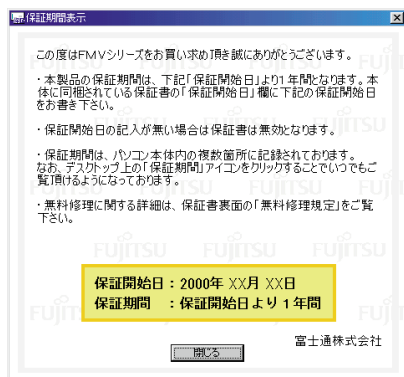 保証期間表示
この度はFMVシリーズをお買い求め頂き誠にありがとうございます。
・本製品の保証期間は、下記「保証開始日」より1年間となります。本
体に同梱されている保証書の「保証開始日」欄に下記の保証開始日
をお書き下さい。
・保証開始日の記入が無い場合は保証書は無効となります。
・保証期間は、パソコン本体内の複数箇所に記録されております。
なお、デスクトップ上の「保証期間」アイコンをクリックすることでいつでもご
覧頂けるようになっております。
・無料修理に関する詳細は、保証書裏面の「無料修理規定」をご覧
下さい。
FUJITSU FUJITSU FUJITSU
保証開始日：2000年 XX月 XX日
保証期間　：保証開始日より1年間
富士通株式会社
閉じる